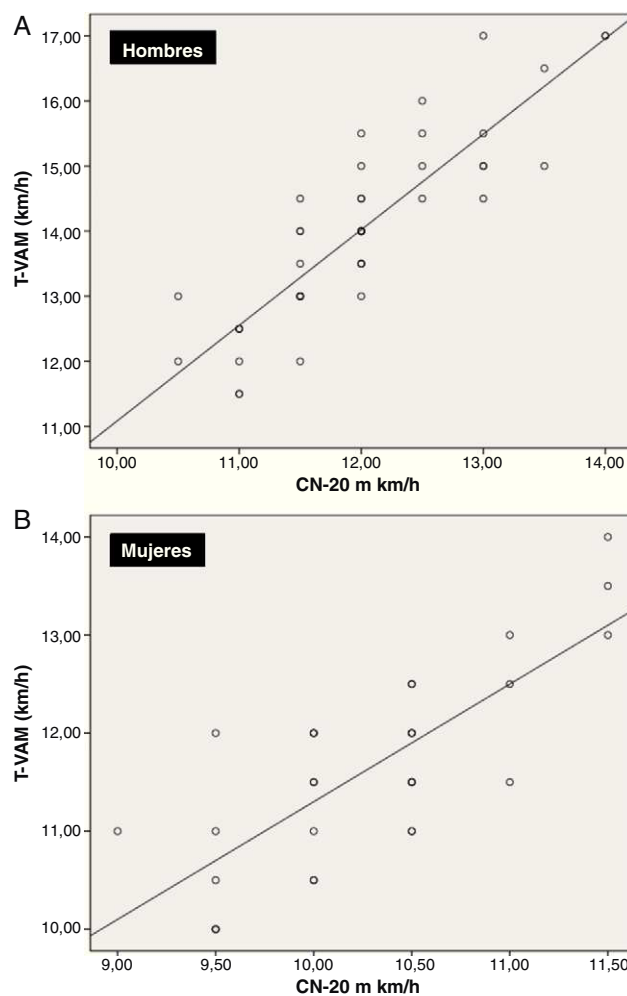 A
Hombres
T-VAM (km/h)
17,00
16,00
15,00
14,00
13,00
12,00
11,00
10,00 11,00 12,00 13,00 14,00
CN-20 m km/h
B
Mujeres
T-VAM (km/h)
14,00
13,00
12,00
11,00
10,00
9,00 9,50 10,00 10,50 11,00 11,50
CN-20 m km/h